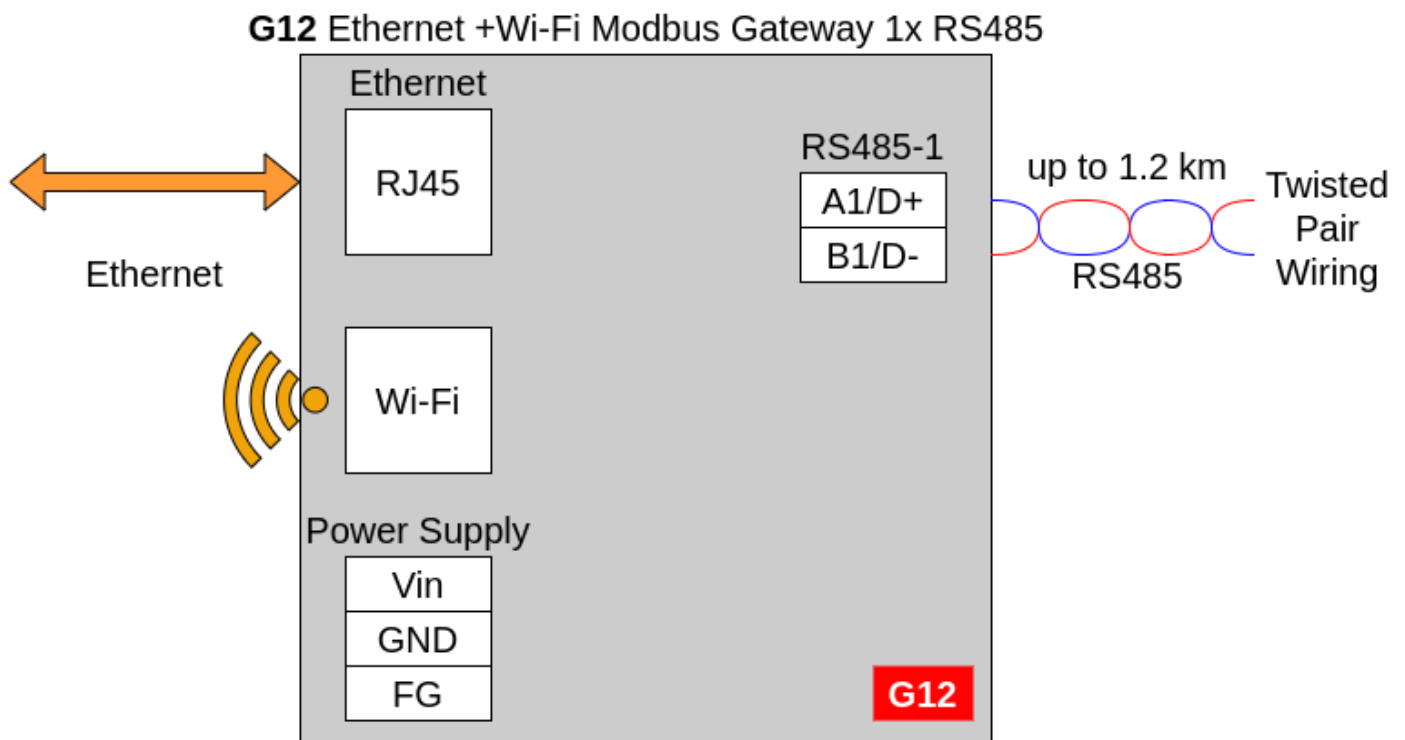 G12 Ethernet +Wi-Fi Modbus Gateway 1x RS485
Ethernet
RJ45
Ethernet
Wi-Fi
Power Supply
Vin
GND
FG
RS485-1
A1/D+
B1/D-
up to 1.2 km
RS485
Twisted
Pair
Wiring
G12